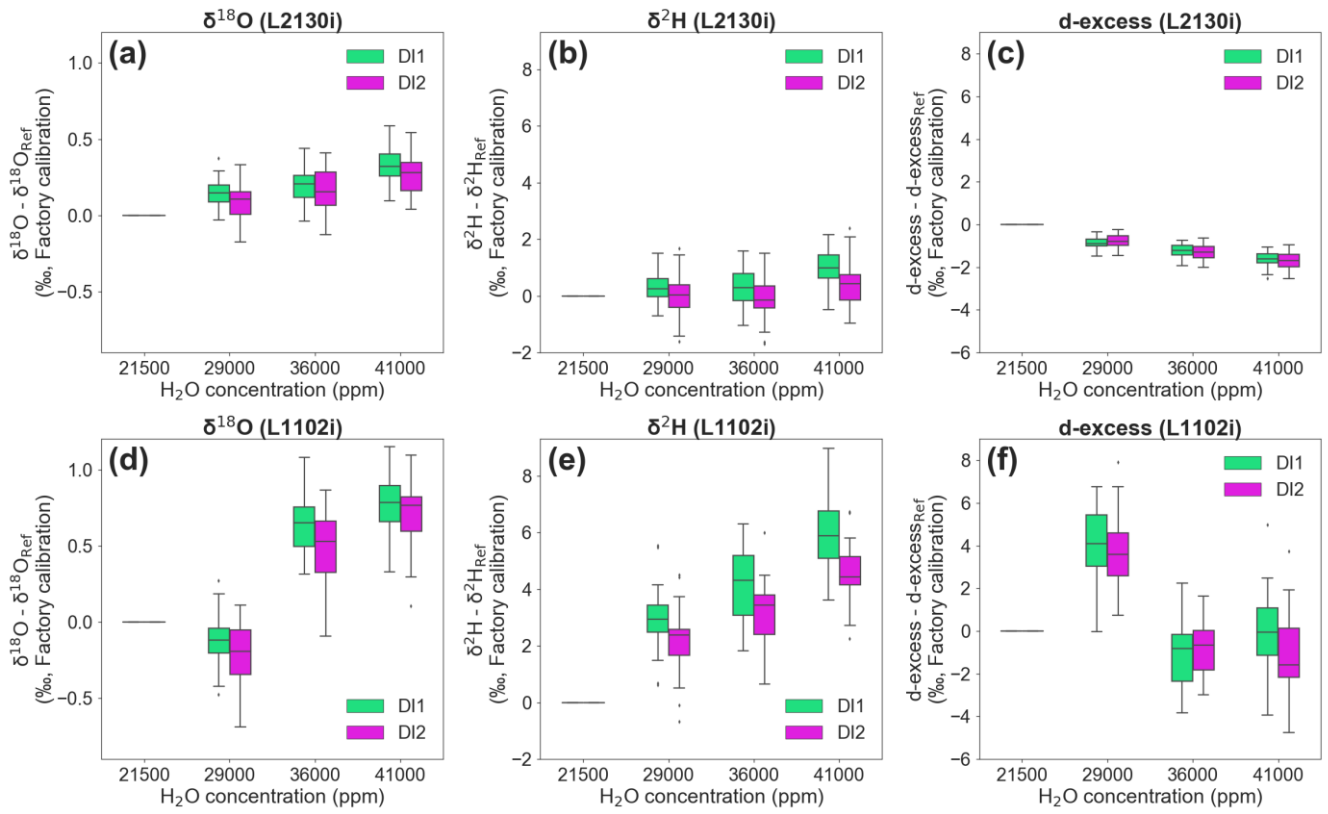 δ¹⁸O (L2130i)
(a)
DI1
DI2
1.0
0.5
0.0
−0.5
δ¹⁸O - δ¹⁸O_Ref
(‰, Factory calibration)
21500 29000 36000 41000
H₂O concentration (ppm)
δ²H (L2130i)
(b)
DI1
DI2
8
6
4
2
0
−2
δ²H - δ²H_Ref
(‰, Factory calibration)
21500 29000 36000 41000
H₂O concentration (ppm)
d-excess (L2130i)
(c)
DI1
DI2
8
6
4
2
0
−2
−4
−6
d-excess - d-excess_Ref
(‰, Factory calibration)
21500 29000 36000 41000
H₂O concentration (ppm)
δ¹⁸O (L1102i)
(d)
1.0
0.5
0.0
−0.5
δ¹⁸O - δ¹⁸O_Ref
(‰, Factory calibration)
DI1
DI2
21500 29000 36000 41000
H₂O concentration (ppm)
δ²H (L1102i)
(e)
8
6
4
2
0
−2
δ²H - δ²H_Ref
(‰, Factory calibration)
DI1
DI2
21500 29000 36000 41000
H₂O concentration (ppm)
d-excess (L1102i)
(f)
DI1
DI2
8
6
4
2
0
−2
−4
−6
d-excess - d-excess_Ref
(‰, Factory calibration)
21500 29000 36000 41000
H₂O concentration (ppm)